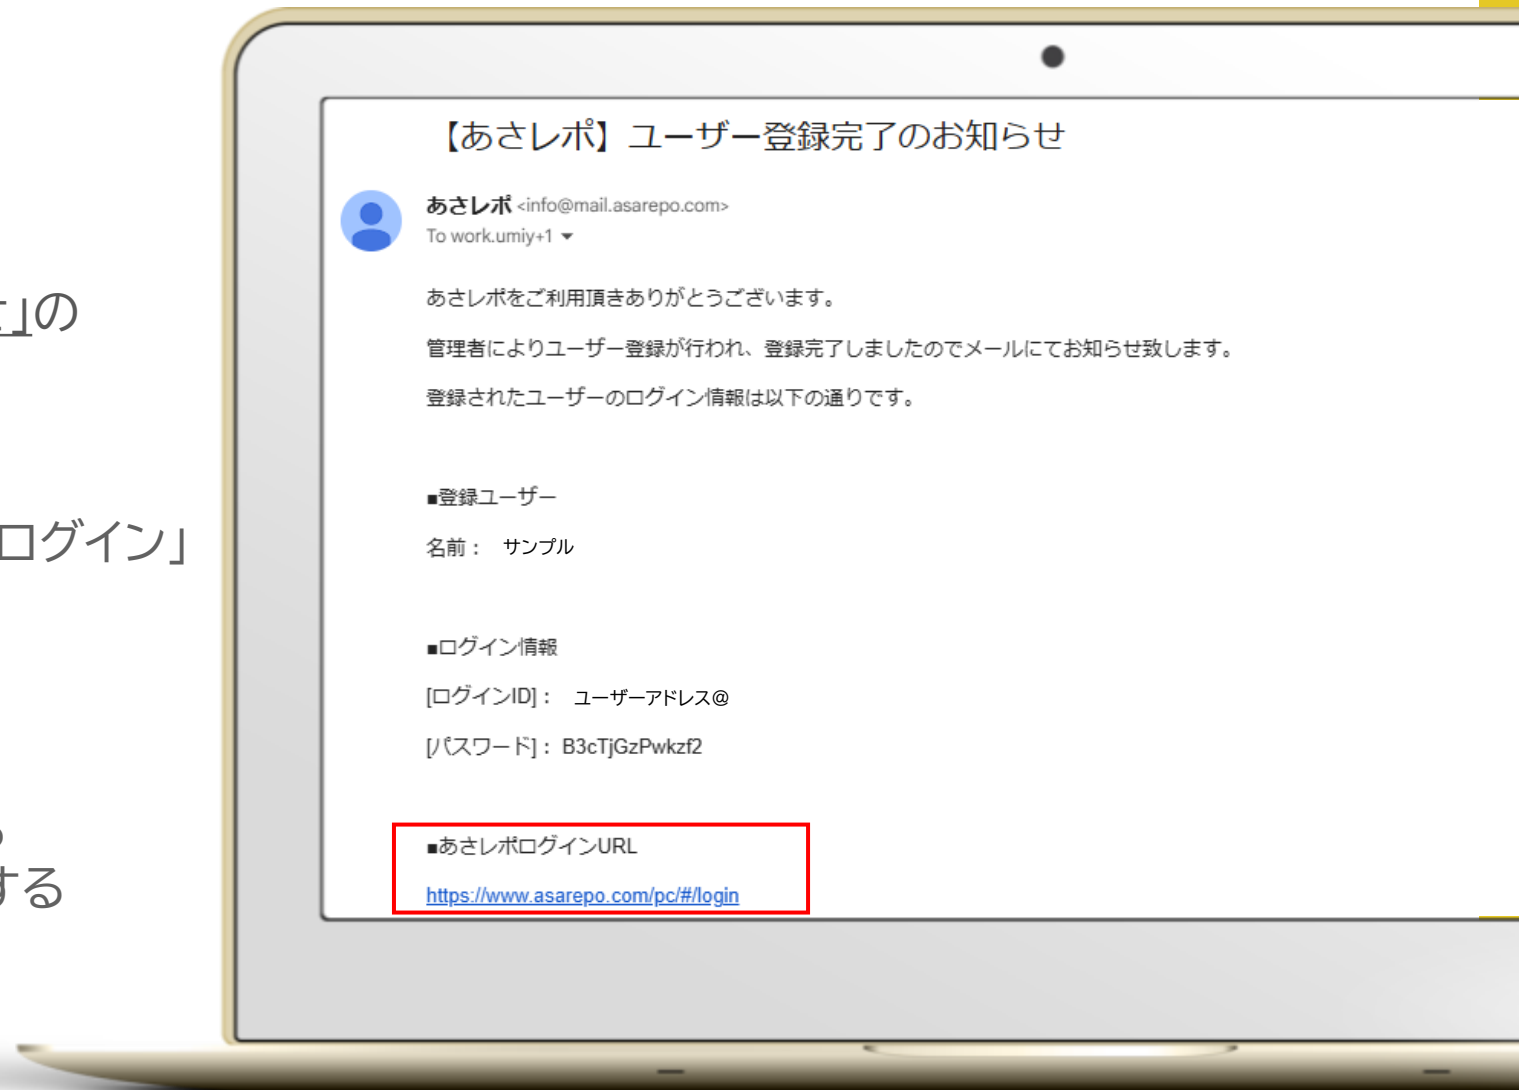 【あさレポ】ユーザー登録完了のお知らせ
あさレポ <info@mail.asarepo.com>
To work.umiy+1
あさレポをご利用頂きありがとうございます。
管理者によりユーザー登録が行われ、登録完了しましたのでメールにてお知らせ致します。
登録されたユーザーのログイン情報は以下の通りです。
■登録ユーザー
名前： サンプル
■ログイン情報
[ログインID]： ユーザーアドレス@
[パスワード]： B3cTjGzPwkzf2
■あさレポログインURL
https://www.asarepo.com/pc/#/login
」の
ログイン」
する